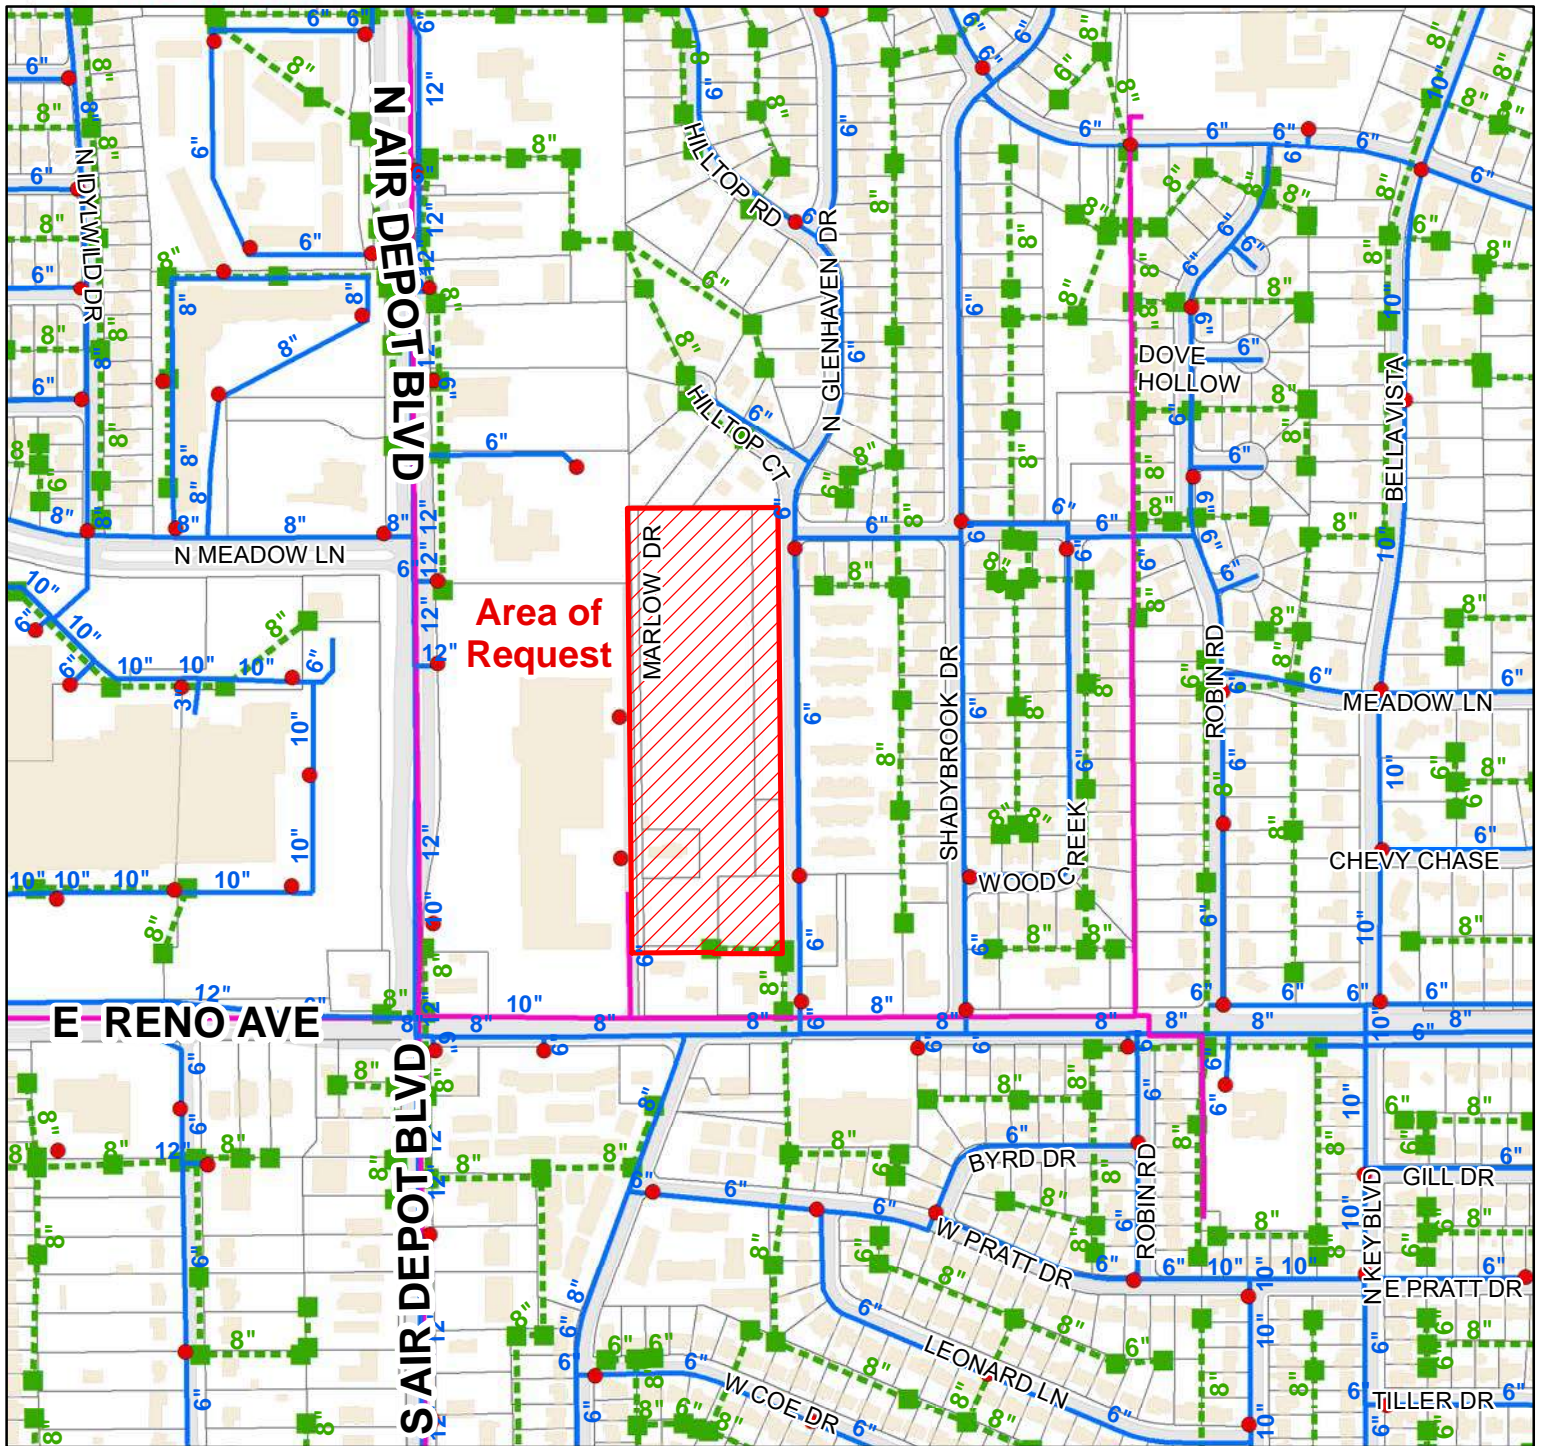 N AIR DEPOT BLVD
N IDYLWILD DR
HILLTOP RD
N GLENHAVEN DR
HILLTOP CT
DOVE
HOLLOW
BELLA VISTA
N MEADOW LN
MARLOW DR
Area of
Request
SHADYBROOK DR
ROBIN RD
MEADOW LN
WOOD CREEK
CHEVY CHASE
E RENO AVE
S AIR DEPOT BLVD
BYRD DR
ROBIN RD
W PRATT DR
N KEY BLVD
GILL DR
E PRATT DR
LEONARD LN
W COE DR
TILLER DR
6"
8"
10"
12"
3"